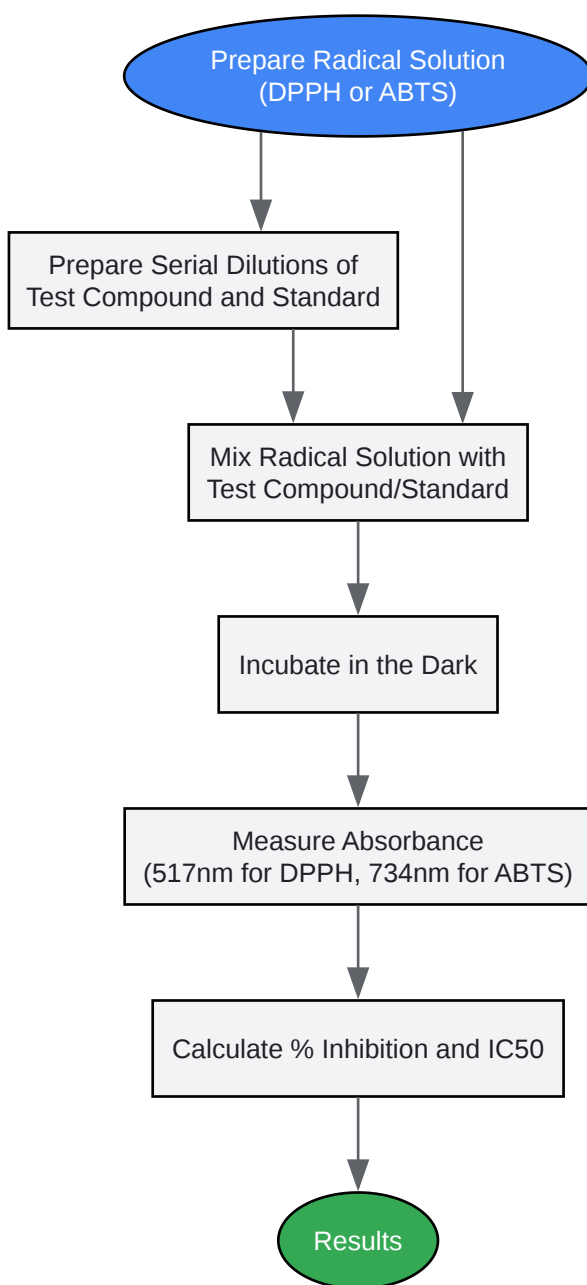 Prepare Radical Solution
(DPPH or ABTS)
Prepare Serial Dilutions of
Test Compound and Standard
Mix Radical Solution with
Test Compound/Standard
Incubate in the Dark
Measure Absorbance
(517nm for DPPH, 734nm for ABTS)
Calculate % Inhibition and IC50
Results